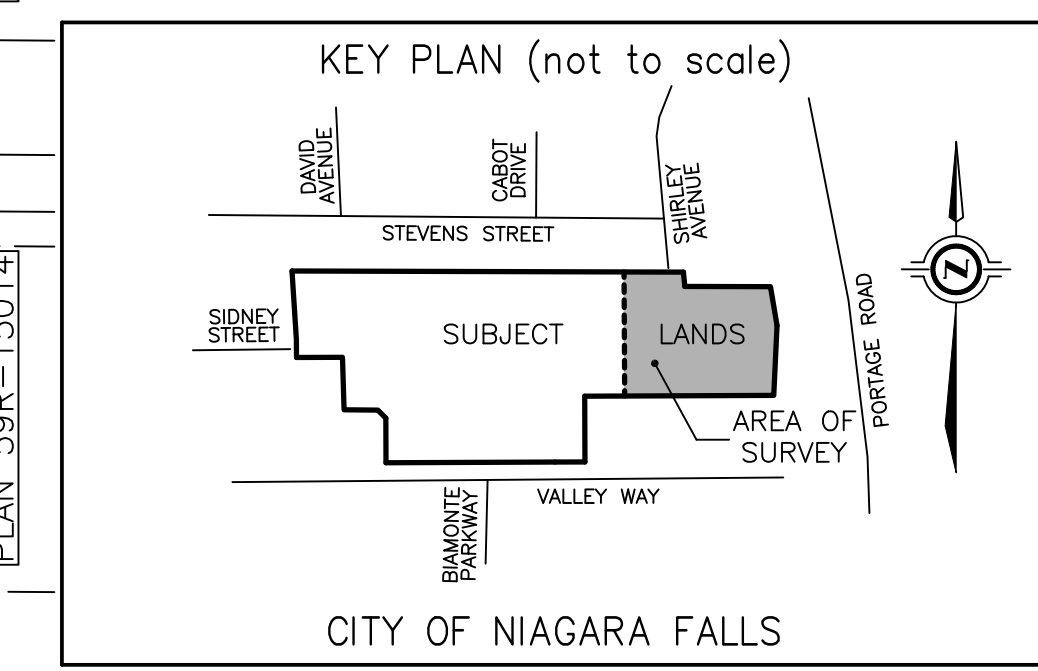 KEY PLAN (not to scale)
DAVID
AVENUE
CABOT
DRIVE
SHIRLEY
AVENUE
STEVENS STREET
SIDNEY
STREET
SUBJECT LANDS
N
PORTAGE ROAD
AREA OF
SURVEY
VALLEY WAY
BIAMONTE
PARKWAY
CITY OF NIAGARA FALLS